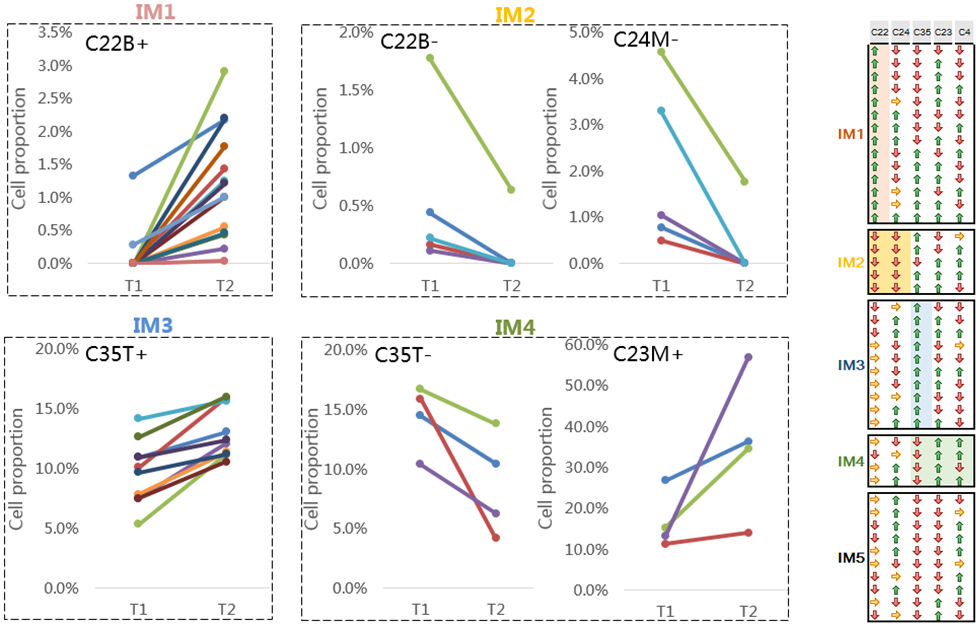 IM1
C22B+
Cell proportion
3.5%
3.0%
2.5%
2.0%
1.5%
1.0%
0.5%
0.0%
T1 T2
IM2
C22B-
Cell proportion
2.0%
1.5%
1.0%
0.5%
0.0%
T1 T2
C24M-
Cell proportion
5.0%
4.0%
3.0%
2.0%
1.0%
0.0%
T1 T2
IM3
C35T+
Cell proportion
20.0%
15.0%
10.0%
5.0%
0.0%
T1 T2
IM4
C35T-
Cell proportion
20.0%
15.0%
10.0%
5.0%
0.0%
T1 T2
C23M+
Cell proportion
60.0%
50.0%
40.0%
30.0%
20.0%
10.0%
0.0%
T1 T2
C22 C24 C35 C23 C4
IM1
IM2
IM3
IM4
IM5